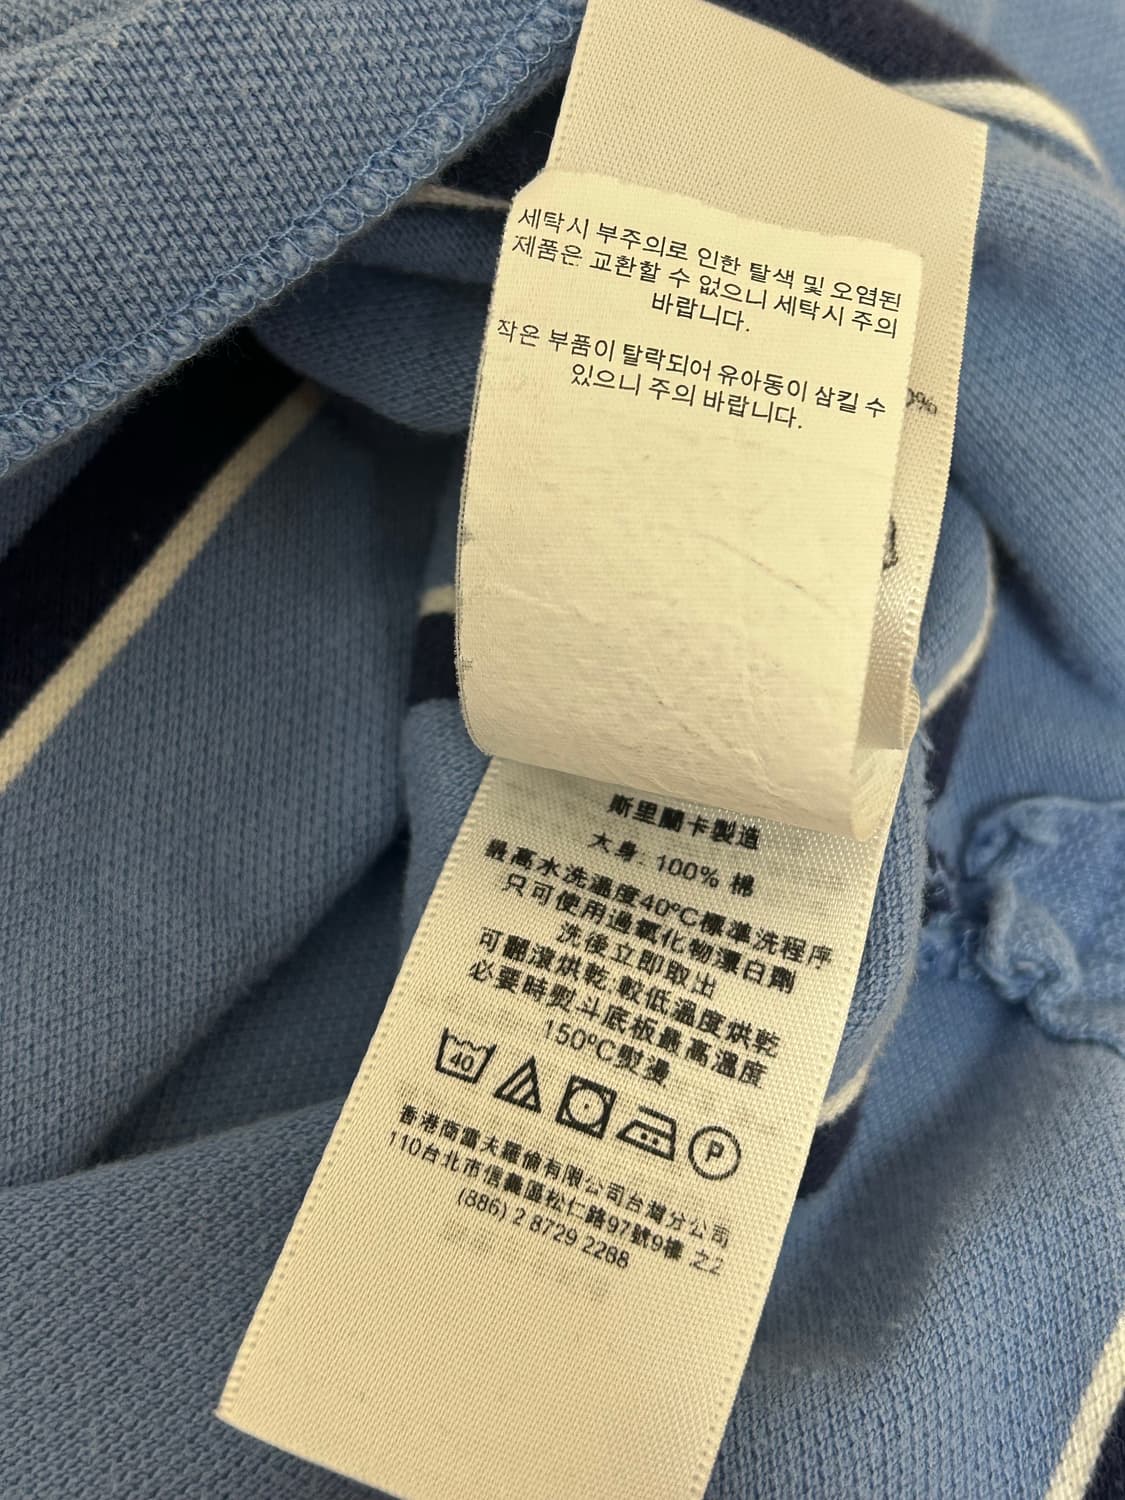 세탁시 부주의로 인한 탈색 및 오염된
제품은 교환할 수 없으니 세탁시 주의
바랍니다.
작은 부품이 탈락되어 유아동이 삼킬 수
있으니 주의 바랍니다.
0%
斯里蘭卡製造
大身: 100% 棉
最高水洗溫度40°C標準洗程序
只可使用過氧化物漂白劑
洗後立即取出
可翻滾烘乾,較低溫度烘乾
必要時熨斗底板最高溫度
150°C熨燙
40
P
香港商露夫羅倫有限公司台灣分公司
110台北市信義區松仁路97號9樓 之2
(886) 2 8729 2288